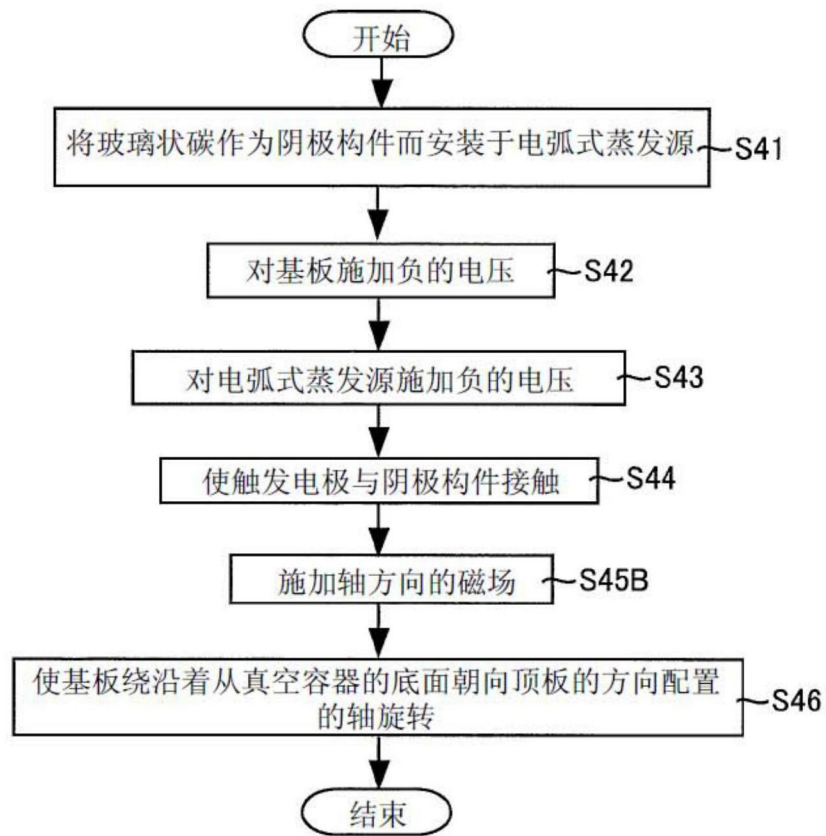 开始
将玻璃状碳作为阴极构件而安装于电弧式蒸发源 S41
对基板施加负的电压 S42
对电弧式蒸发源施加负的电压 S43
使触发电极与阴极构件接触 S44
施加轴方向的磁场 S45B
使基板绕沿着从真空容器的底面朝向顶板的方向配置
的轴旋转 S46
结束